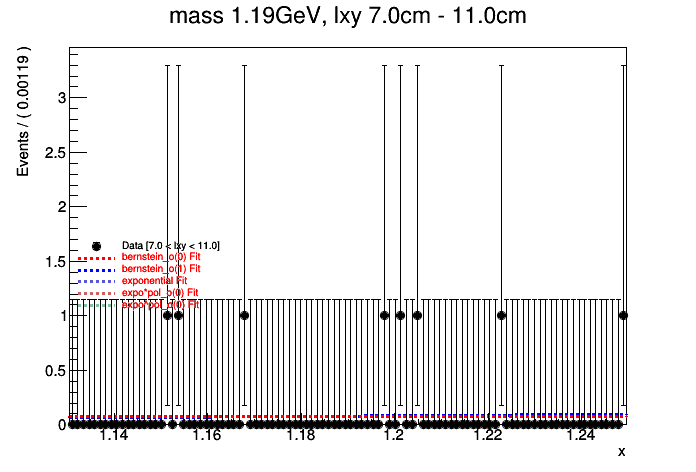 mass 1.19GeV, lxy 7.0cm - 11.0cm
Events / ( 0.00119 )
3
2.5
2
1.5
1
0.5
0
Data [7.0 < lxy < 11.0]
bernstein_o(0) Fit
bernstein_o(1) Fit
exponential Fit
expo*pol_o(0) Fit
1.14
1.16
1.18
1.2
1.22
1.24
x